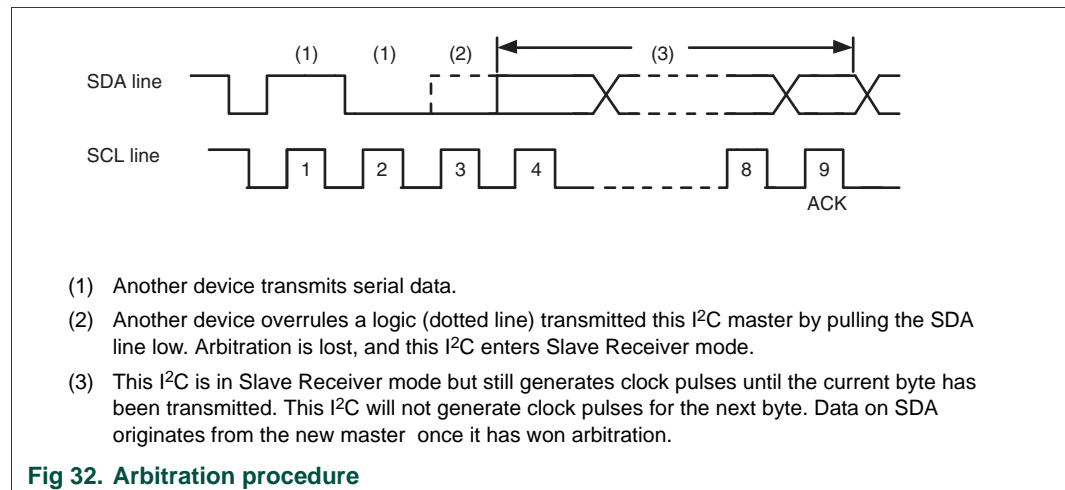 (1) (1) (2) (3)
SDA line
SCL line
1 2 3 4 8 9
ACK
(1) Another device transmits serial data.
(2) Another device overrules a logic (dotted line) transmitted this I2C master by pulling the SDA
line low. Arbitration is lost, and this I2C enters Slave Receiver mode.
(3) This I2C is in Slave Receiver mode but still generates clock pulses until the current byte has
been transmitted. This I2C will not generate clock pulses for the next byte. Data on SDA
originates from the new master once it has won arbitration.
Fig 32. Arbitration procedure